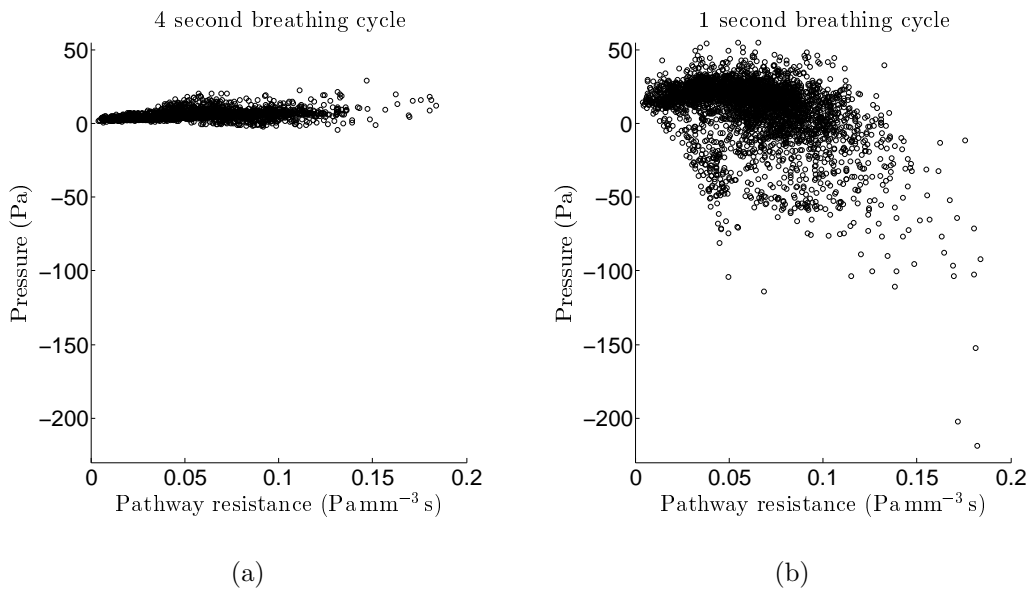 4 second breathing cycle
50
0
−50
−100
−150
−200
Pressure (Pa)
0
0.05
0.1
0.15
0.2
Pathway resistance (Pa mm⁻³ s)
(a)
1 second breathing cycle
50
0
−50
−100
−150
−200
Pressure (Pa)
0
0.05
0.1
0.15
0.2
Pathway resistance (Pa mm⁻³ s)
(b)